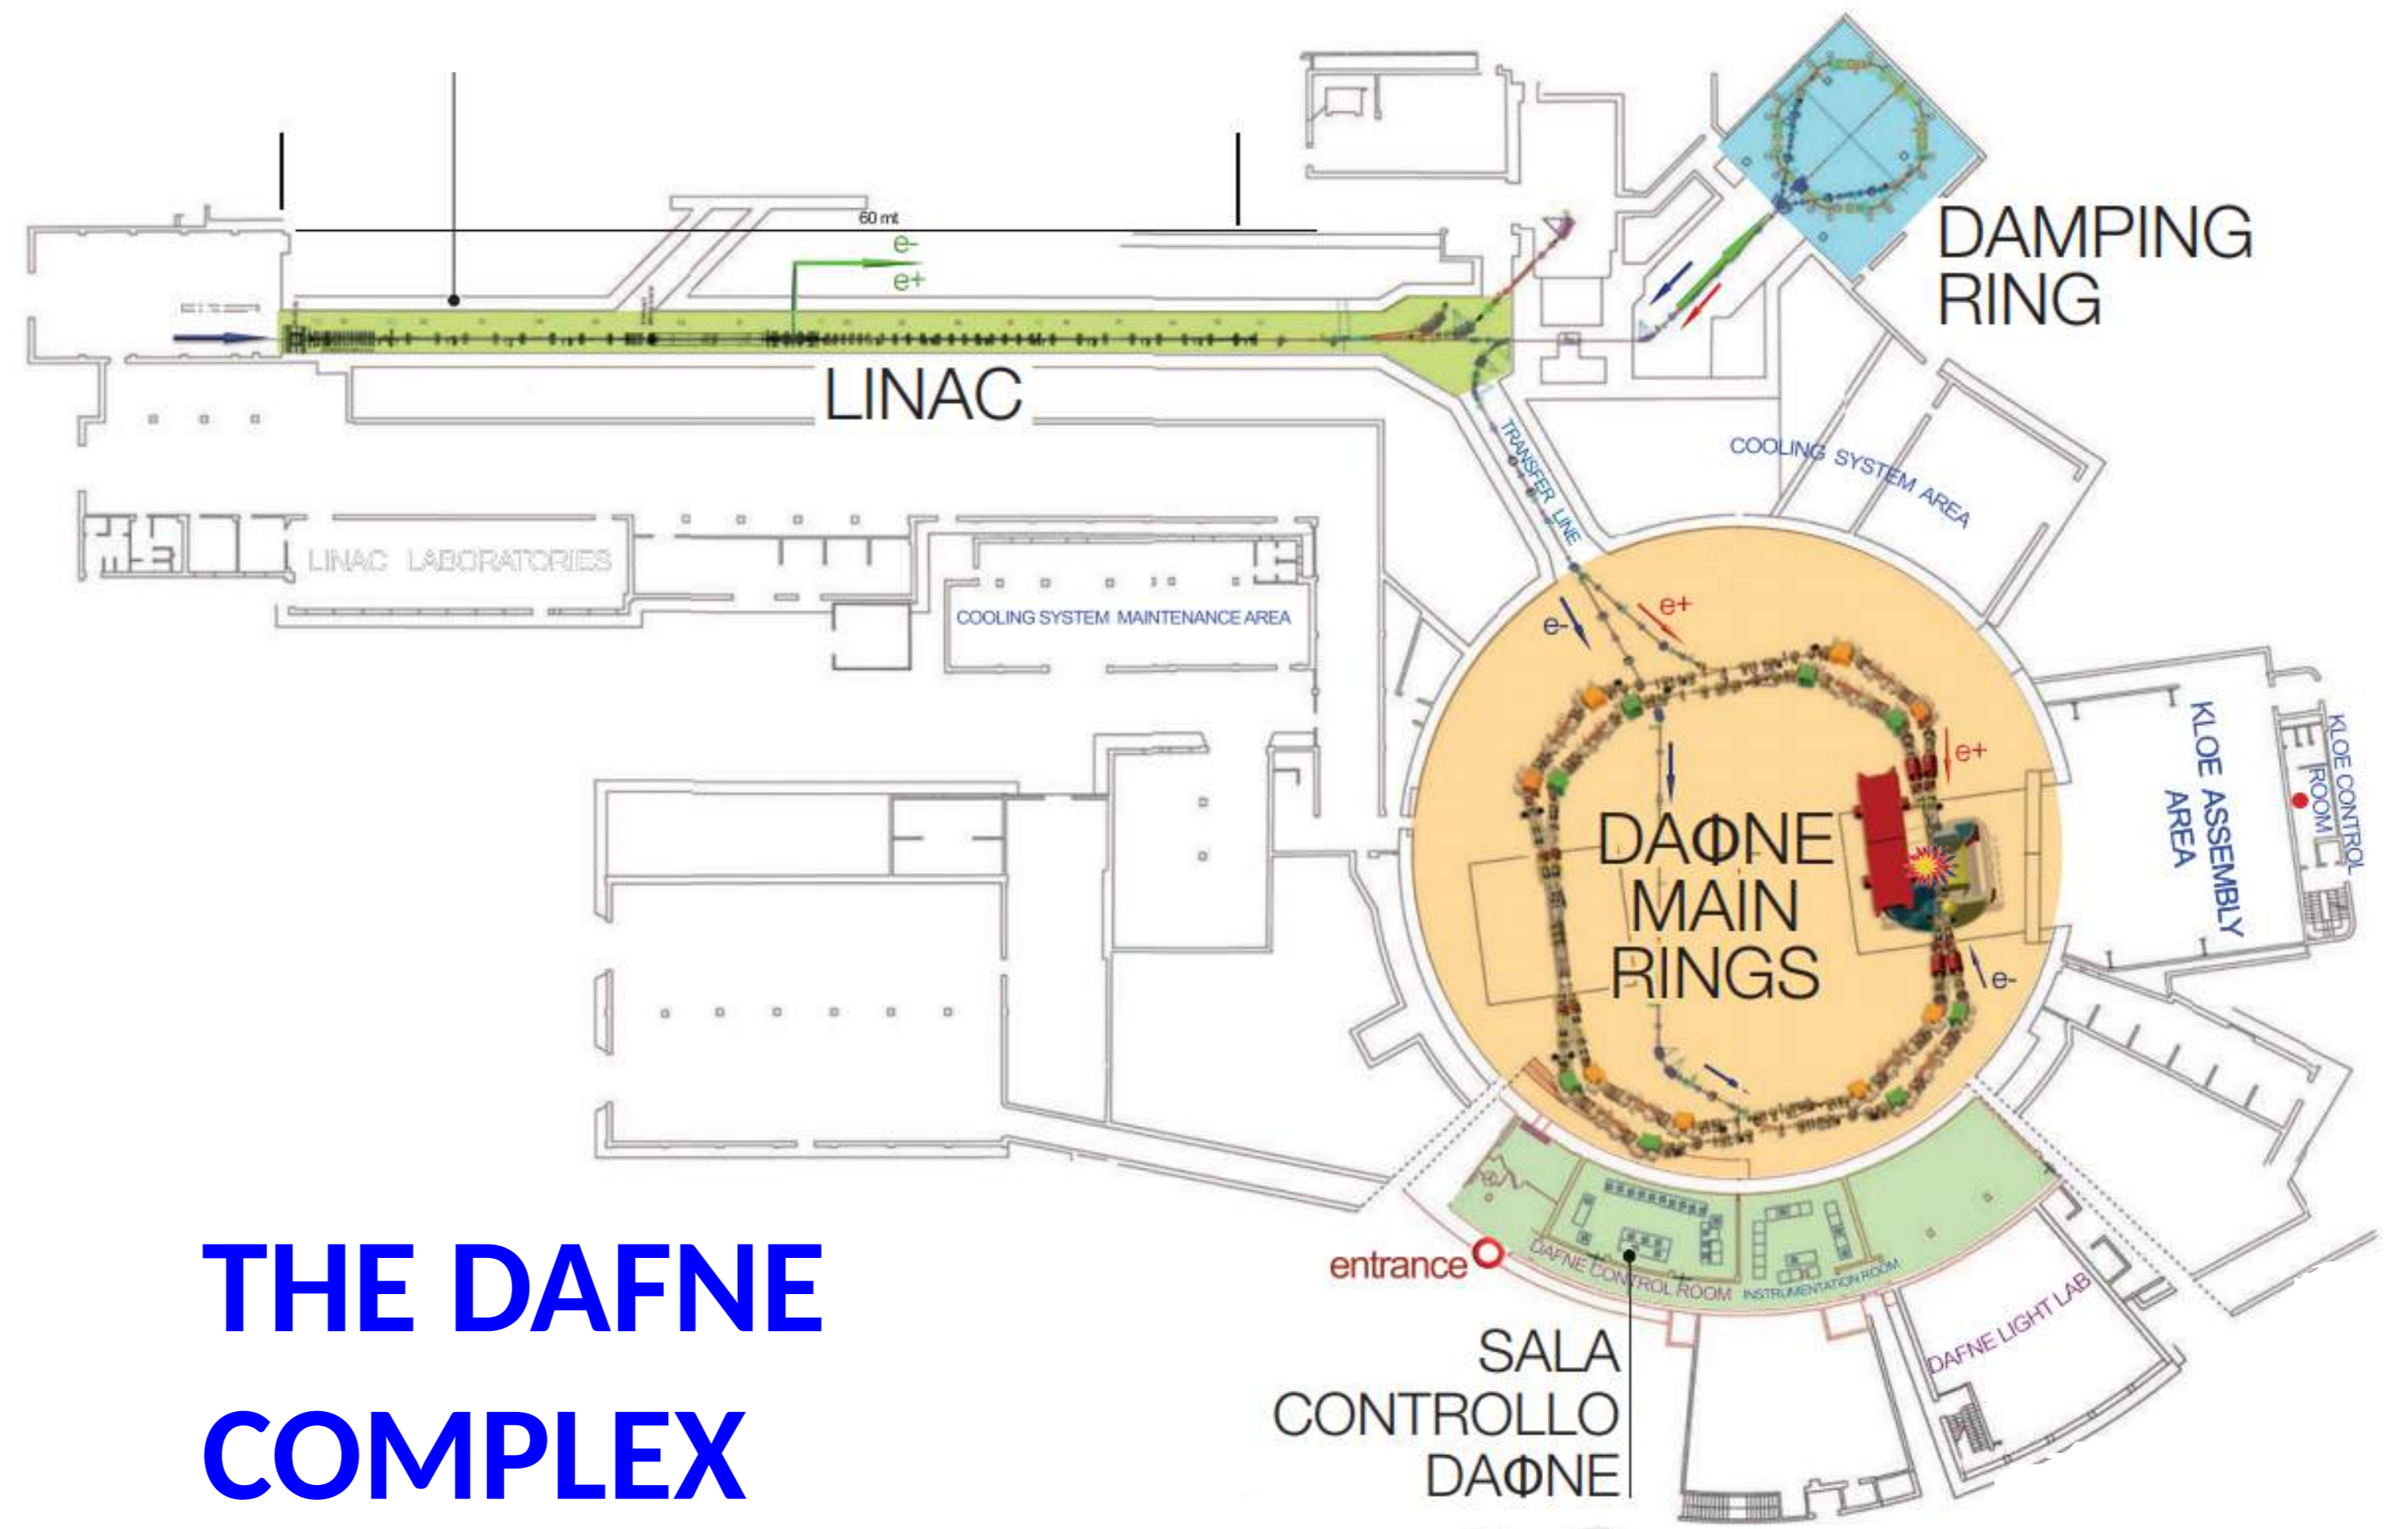 60 mt
e-
e+
LINAC
DAMPING
RING
TRANSFER LINE
COOLING SYSTEM AREA
LINAC LABORATORIES
COOLING SYSTEM MAINTENANCE AREA
e-
e+
e+
DAΦNE
MAIN
RINGS
e-
KLOE ASSEMBLY
AREA
KLOE CONTROL
ROOM
entrance
DAFNE CONTROL ROOM
INSTRUMENTATION ROOM
DAFNE LIGHT LAB
SALA
CONTROLLO
DAΦNE
THE DAFNE
COMPLEX